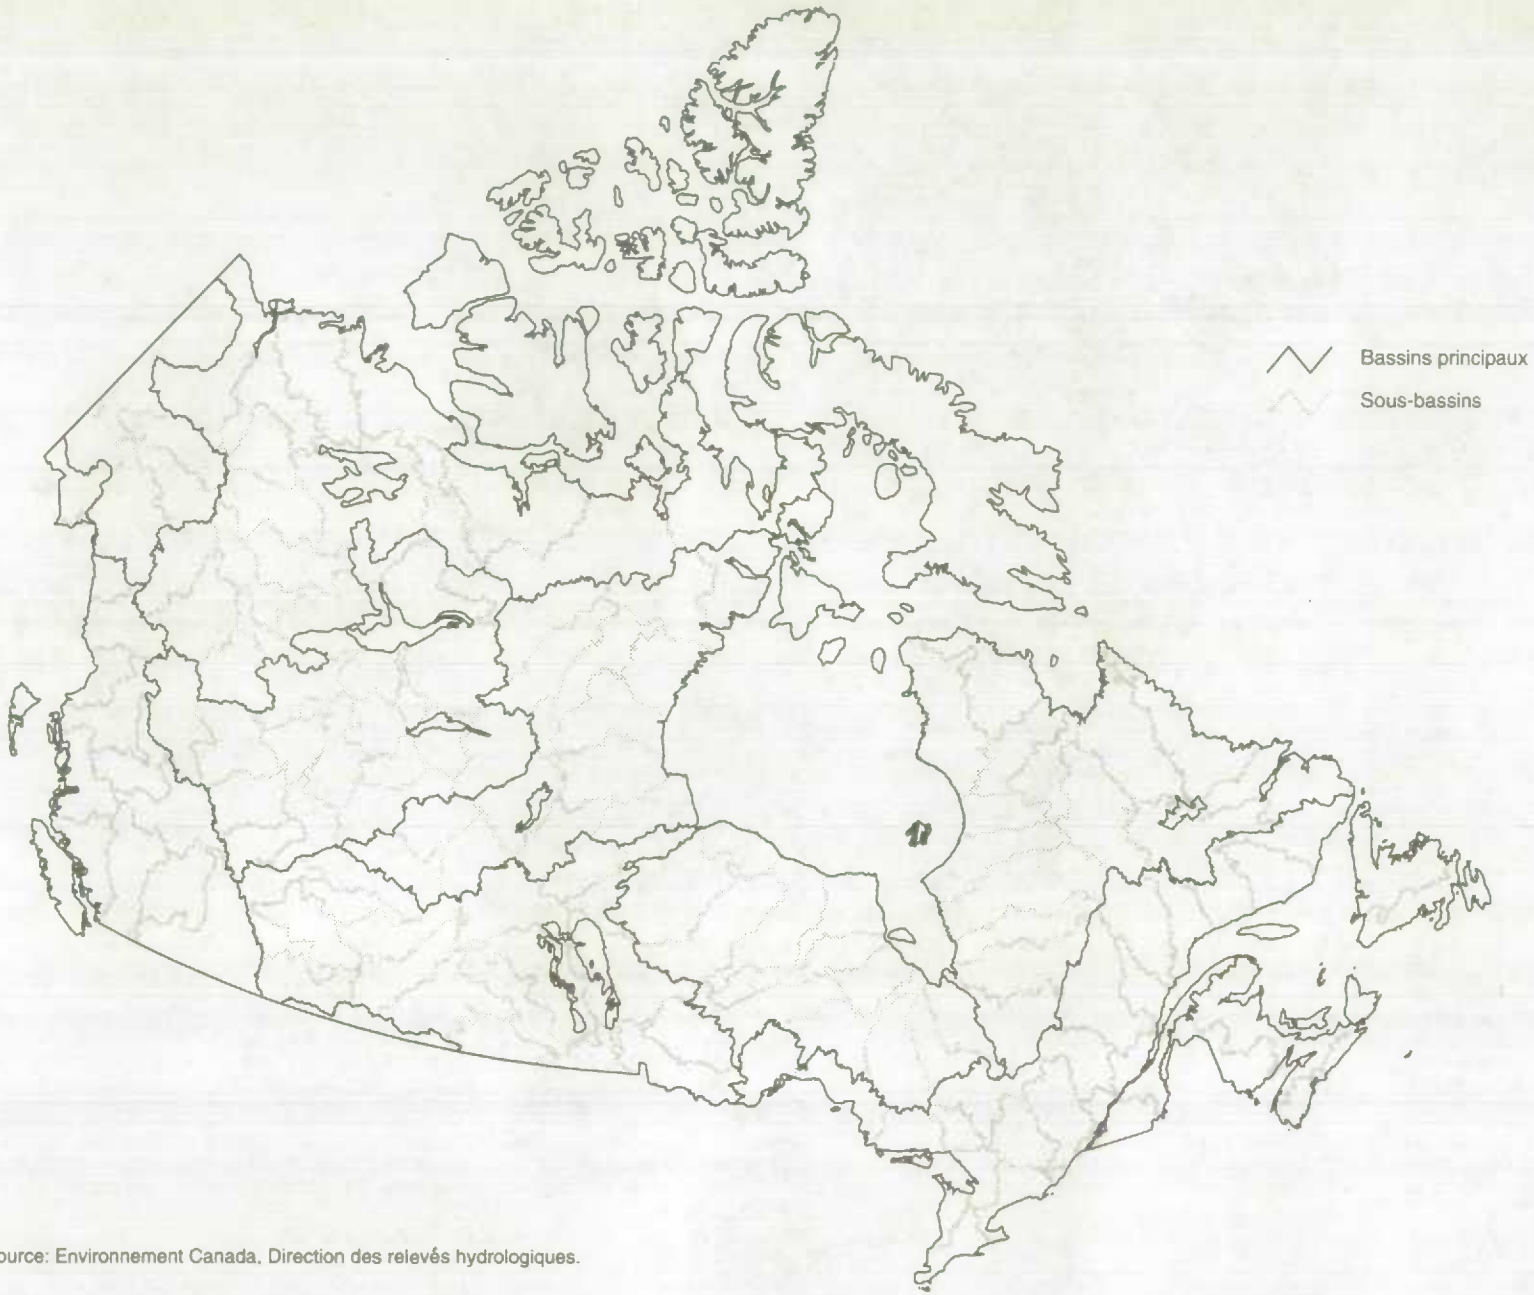 Bassins principaux
Sous-bassins
ource: Environnement Canada, Direction des relevés hydrologiques.